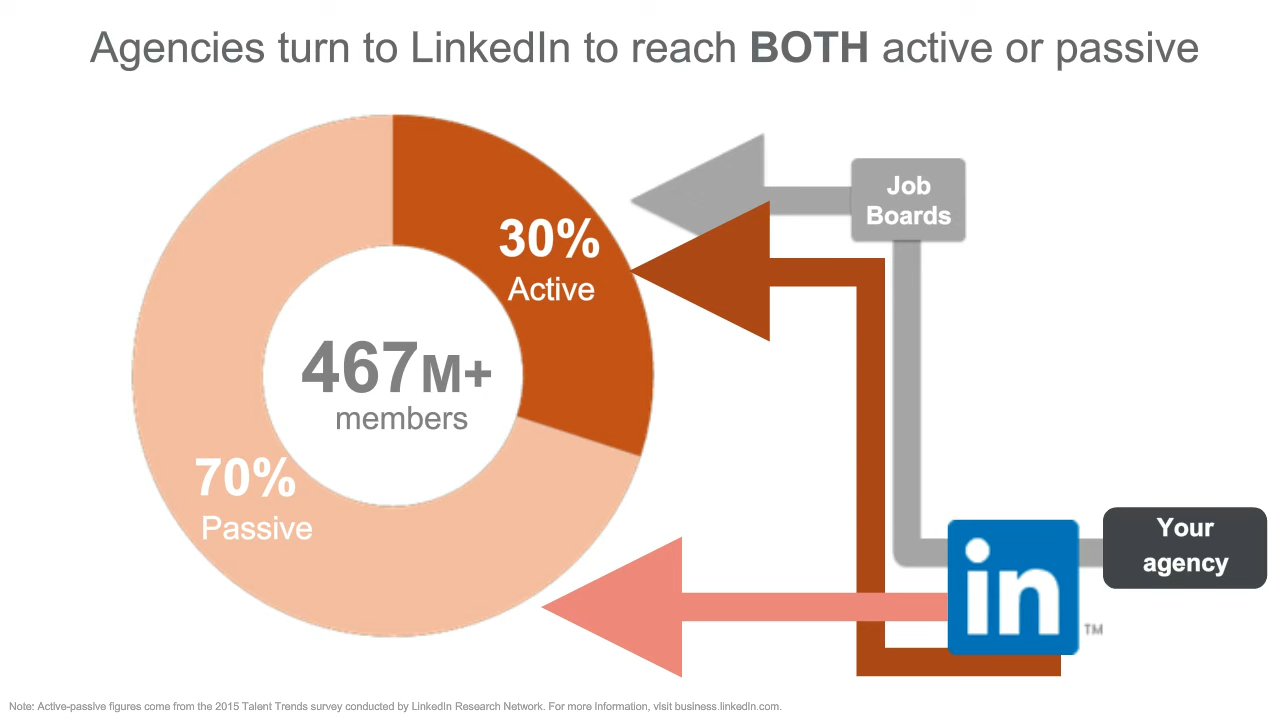 Agencies turn to LinkedIn to reach BOTH active or passive
30%
Active
467M+
members
70%
Passive
Job
Boards
Your
agency
in
TM
Note: Active-passive figures come from the 2015 Talent Trends survey conducted by LinkedIn Research Network. For more Information, visit business.linkedIn.com.